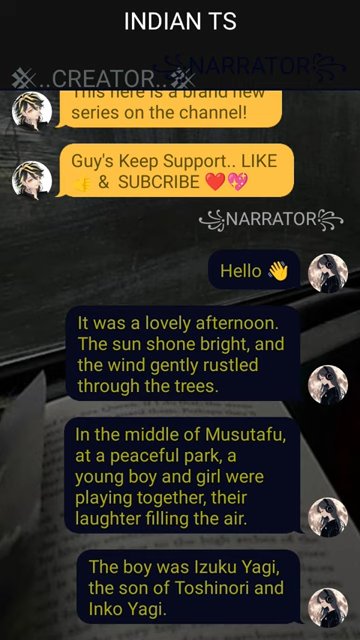 INDIAN TS
NARRATOR
..CREATOR..
This here is a brand new
series on the channel!
Guy's Keep Support.. LIKE
👍 & SUBCRIBE ❤️💖
NARRATOR
Hello 👋
It was a lovely afternoon.
The sun shone bright, and
the wind gently rustled
through the trees.
In the middle of Musutafu,
at a peaceful park, a
young boy and girl were
playing together, their
laughter filling the air.
The boy was Izuku Yagi,
the son of Toshinori and
Inko Yagi.